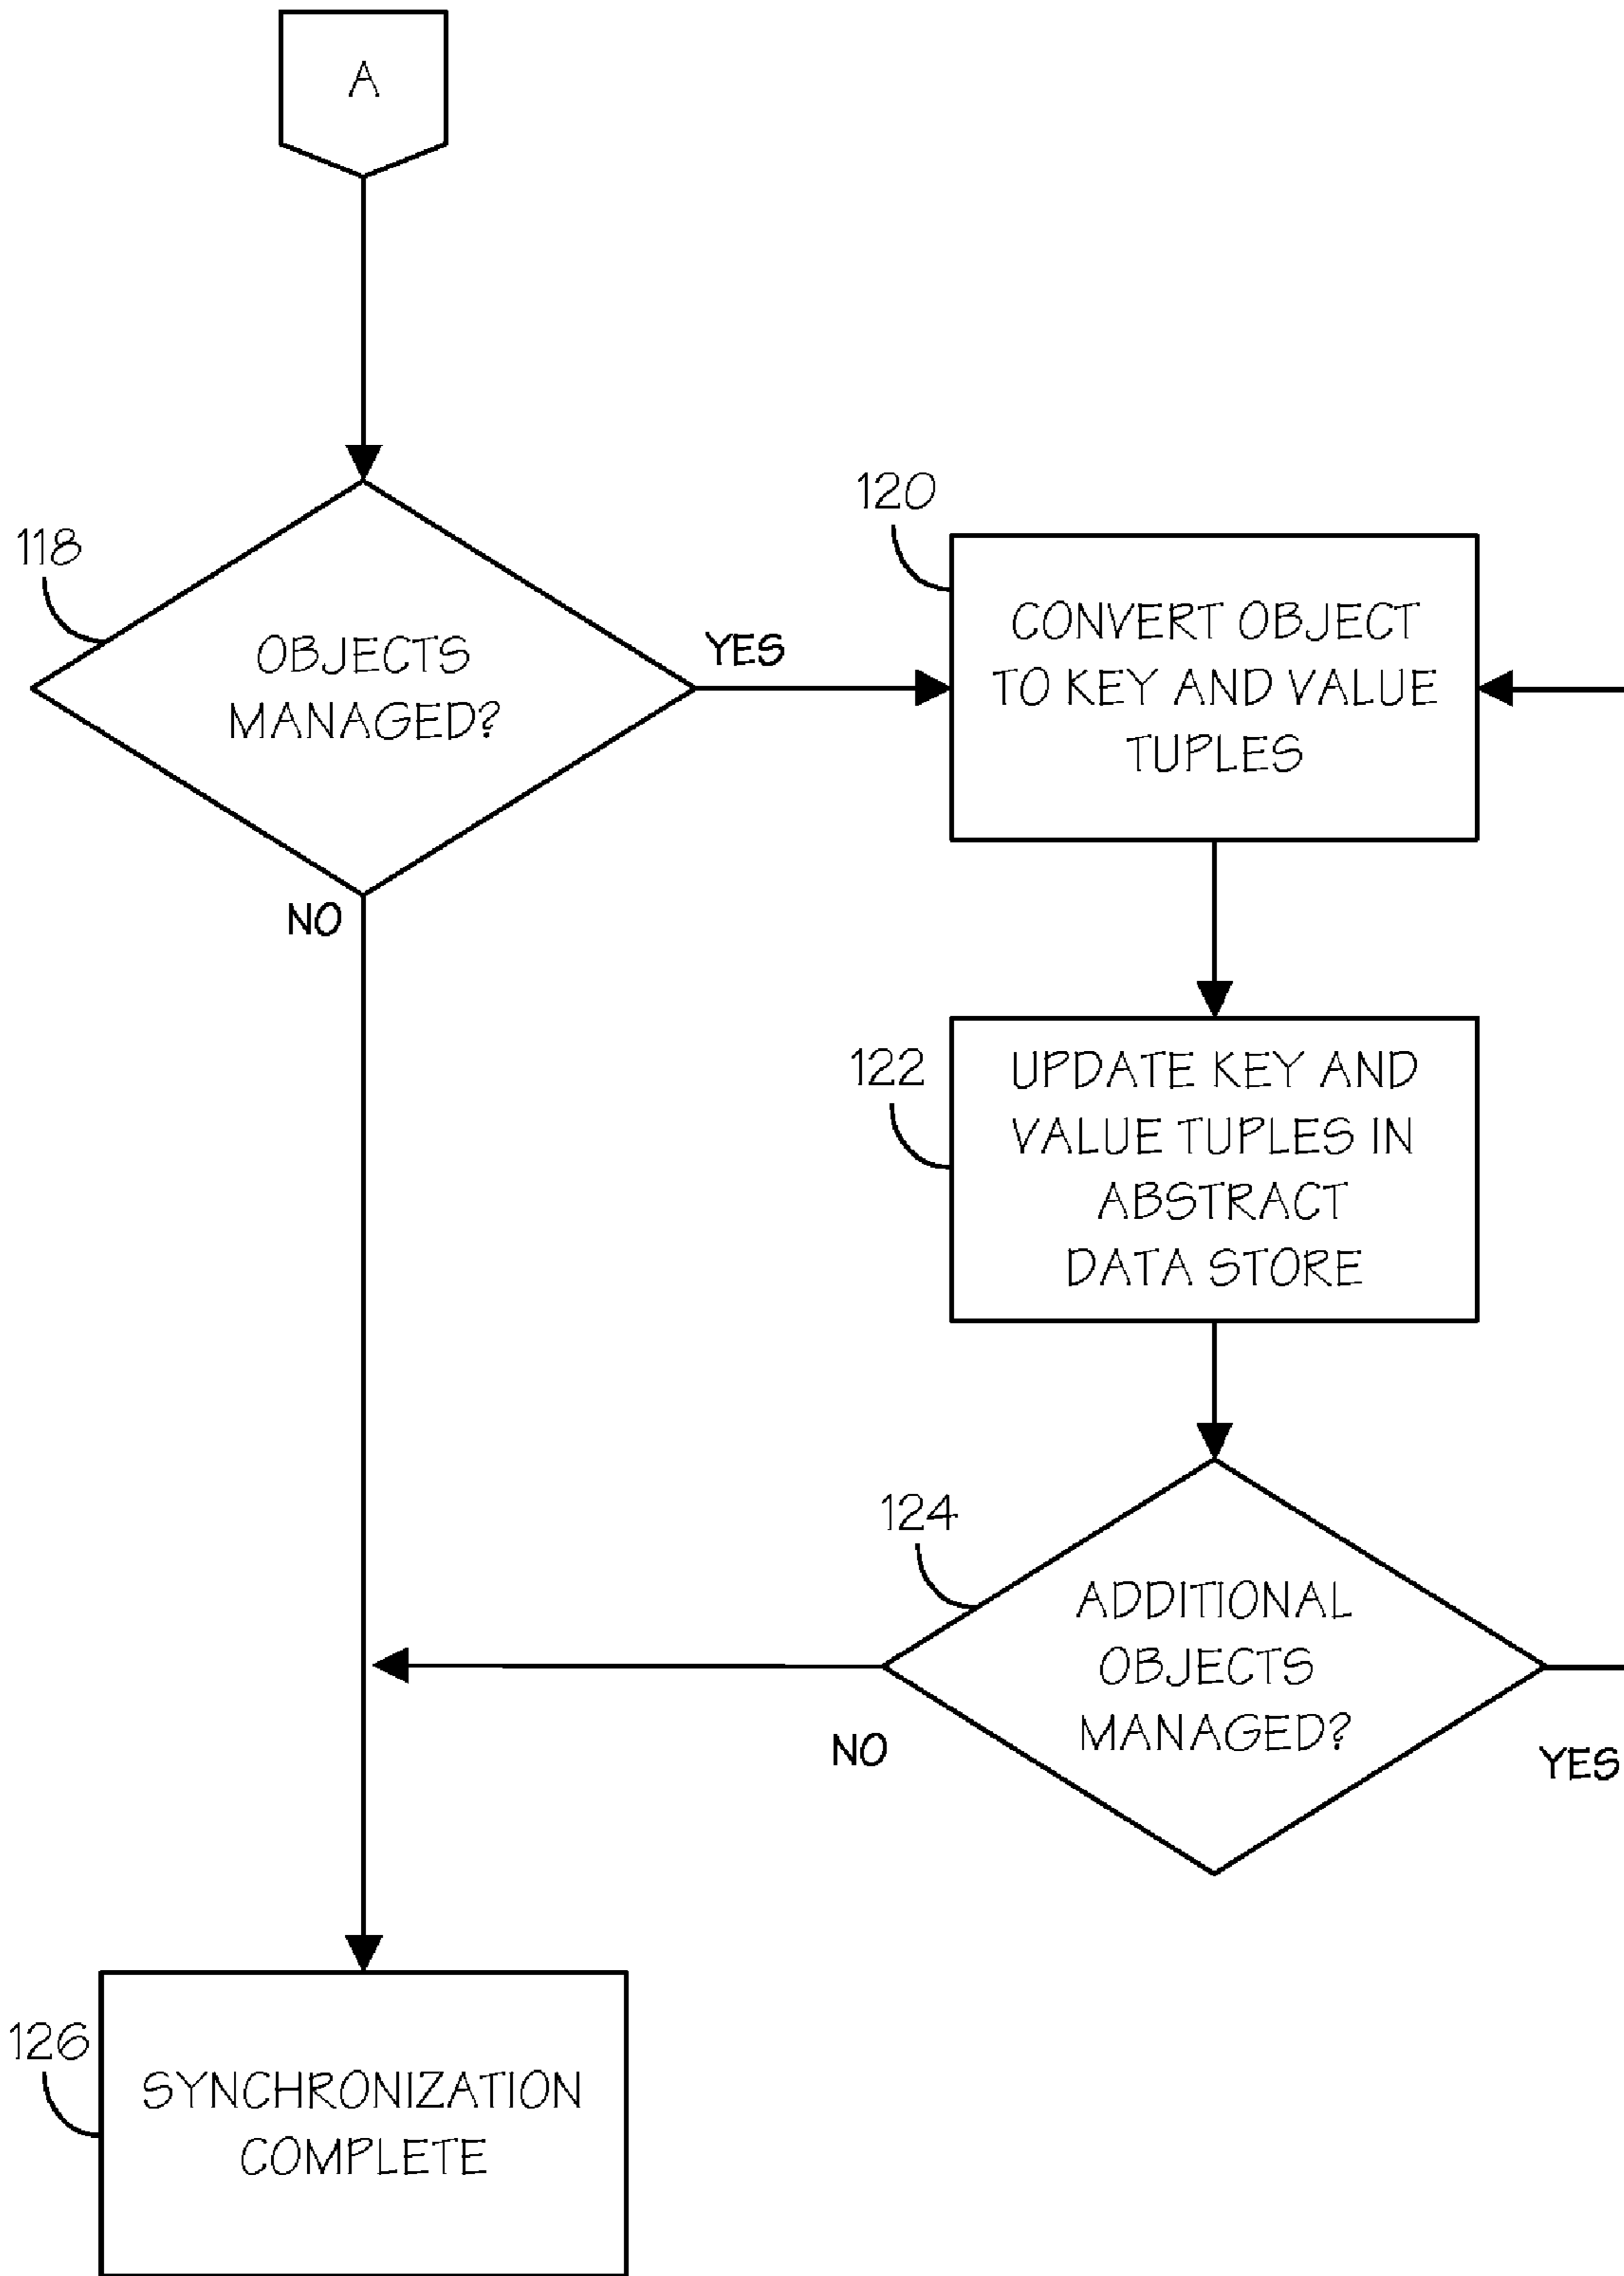 A
118
OBJECTS
MANAGED?
YES
NO
120
CONVERT OBJECT
TO KEY AND VALUE
TUPLES
122
UPDATE KEY AND
VALUE TUPLES IN
ABSTRACT
DATA STORE
124
ADDITIONAL
OBJECTS
MANAGED?
NO
YES
126
SYNCHRONIZATION
COMPLETE